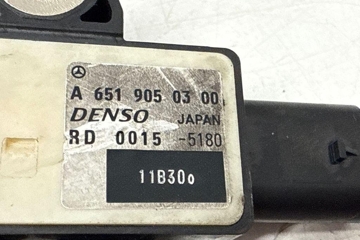 A 651 905 03 00
DENSO JAPAN
RD 0015 -5180
11B30o